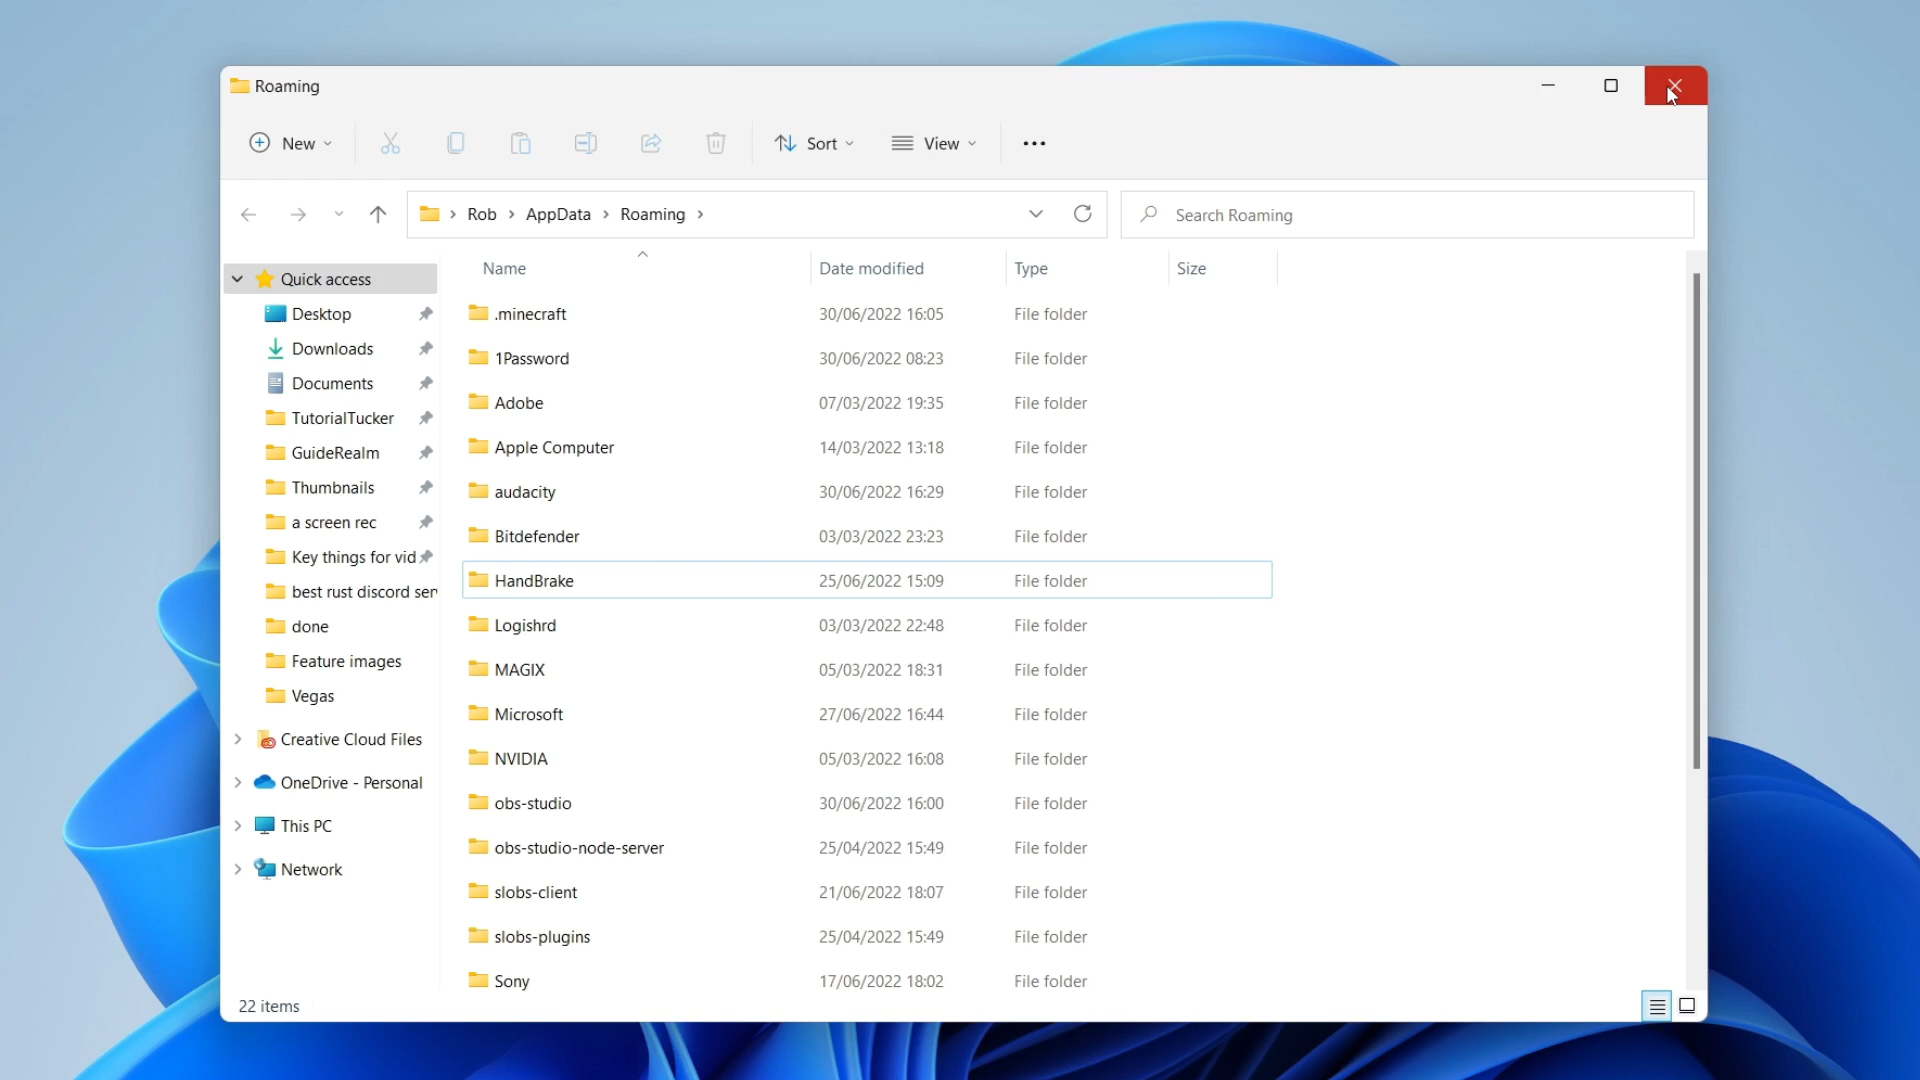 Roaming
New
Sort
View
Rob > AppData > Roaming >
Search Roaming
Name Date modified Type Size
Quick access
Desktop
Downloads
Documents
TutorialTucker
GuideRealm
Thumbnails
a screen rec
Key things for vid
best rust discord ser
done
Feature images
Vegas
Creative Cloud Files
OneDrive - Personal
This PC
Network
.minecraft 30/06/2022 16:05 File folder
1Password 30/06/2022 08:23 File folder
Adobe 07/03/2022 19:35 File folder
Apple Computer 14/03/2022 13:18 File folder
audacity 30/06/2022 16:29 File folder
Bitdefender 03/03/2022 23:23 File folder
HandBrake 25/06/2022 15:09 File folder
Logishrd 03/03/2022 22:48 File folder
MAGIX 05/03/2022 18:31 File folder
Microsoft 27/06/2022 16:44 File folder
NVIDIA 05/03/2022 16:08 File folder
obs-studio 30/06/2022 16:00 File folder
obs-studio-node-server 25/04/2022 15:49 File folder
slobs-client 21/06/2022 18:07 File folder
slobs-plugins 25/04/2022 15:49 File folder
Sony 17/06/2022 18:02 File folder
22 items